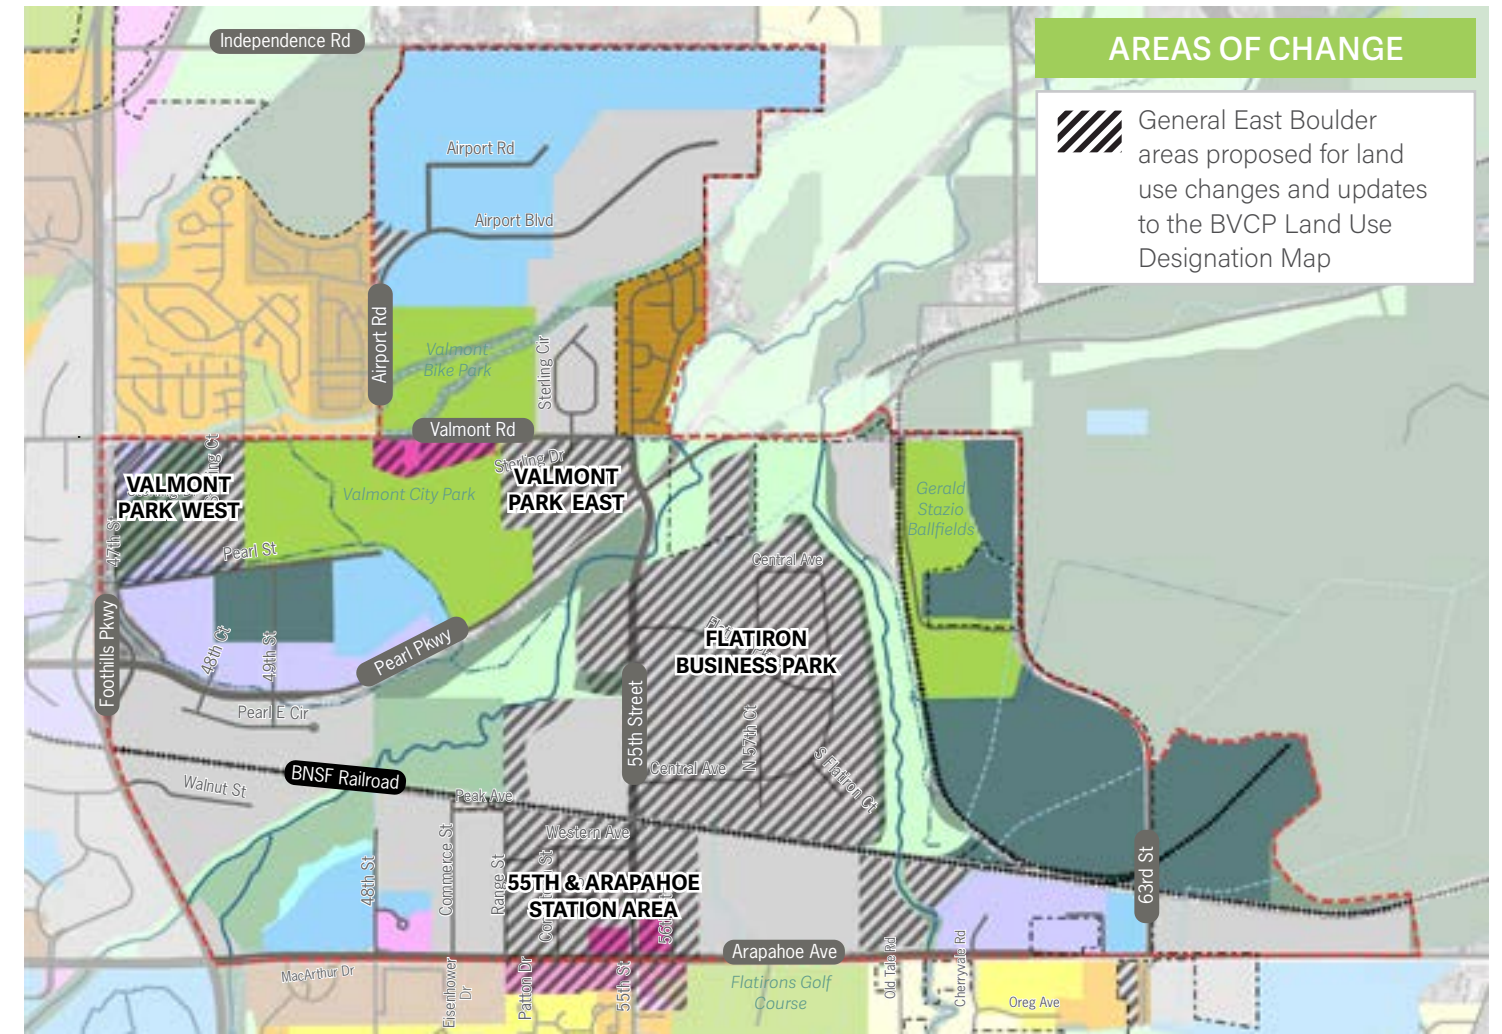 Independence Rd
AREAS OF CHANGE
General East Boulder
areas proposed for land
use changes and updates
to the BVCP Land Use
Designation Map
Airport Rd
Airport Blvd
Airport Rd
Valmont
Bike Park
Sterling Cir
Valmont Rd
Sterling Dr
VALMONT
PARK WEST
Valmont City Park
VALMONT
PARK EAST
Gerald
Stazio
Ballfields
47th St
Pearl St
Central Ave
Foothills Pkwy
48th Ct
49th St
Pearl Pkwy
FLATIRON
BUSINESS PARK
55th Street
Pearl E Cir
N 57th Ct
S Flatiron Ct
Central Ave
BNSF Railroad
Walnut St
Peak Ave
Western Ave
48th St
Commerce St
Range St
55TH & ARAPAHOE
STATION AREA
63rd St
Arapahoe Ave
MacArthur Dr
Eisenhower
Dr
Patton Dr
55th St
Flatirons Golf
Course
Old Tale Rd
Cherryvale Rd
Oreg Ave